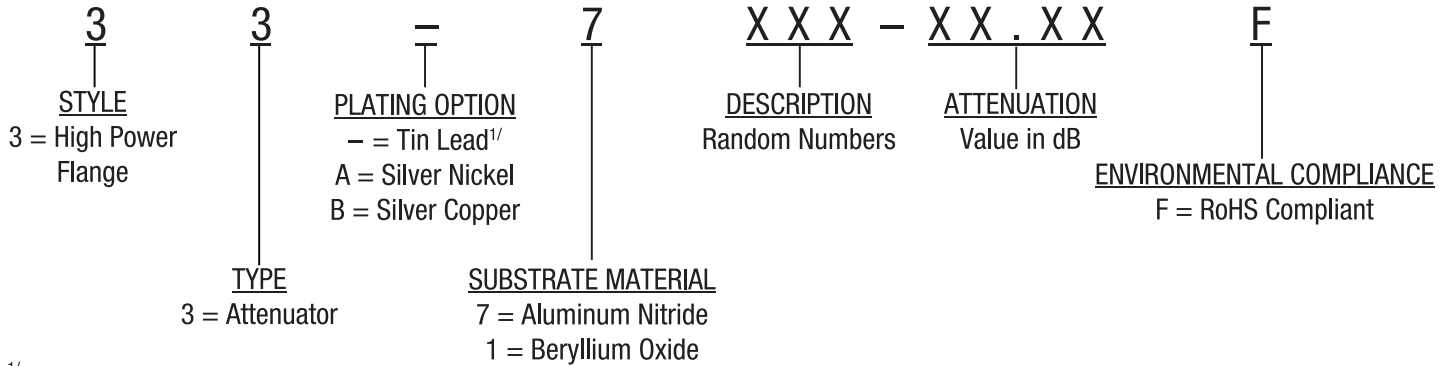 3 3 – 7 X X X – X X . X X F
STYLE
3 = High Power
Flange
TYPE
3 = Attenuator
PLATING OPTION
– = Tin Lead1/
A = Silver Nickel
B = Silver Copper
SUBSTRATE MATERIAL
7 = Aluminum Nitride
1 = Beryllium Oxide
DESCRIPTION
Random Numbers
ATTENUATION
Value in dB
ENVIRONMENTAL COMPLIANCE
F = RoHS Compliant
1/